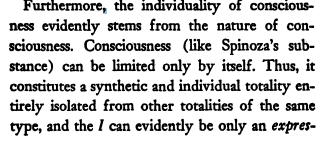 Furthermore, the individuality of conscious-
ness evidently stems from the nature of con-
sciousness. Consciousness (like Spinoza's sub-
stance) can be limited only by itself. Thus, it
constitutes a synthetic and individual totality en-
tirely isolated from other totalities of the same
type, and the I can evidently be only an expres-